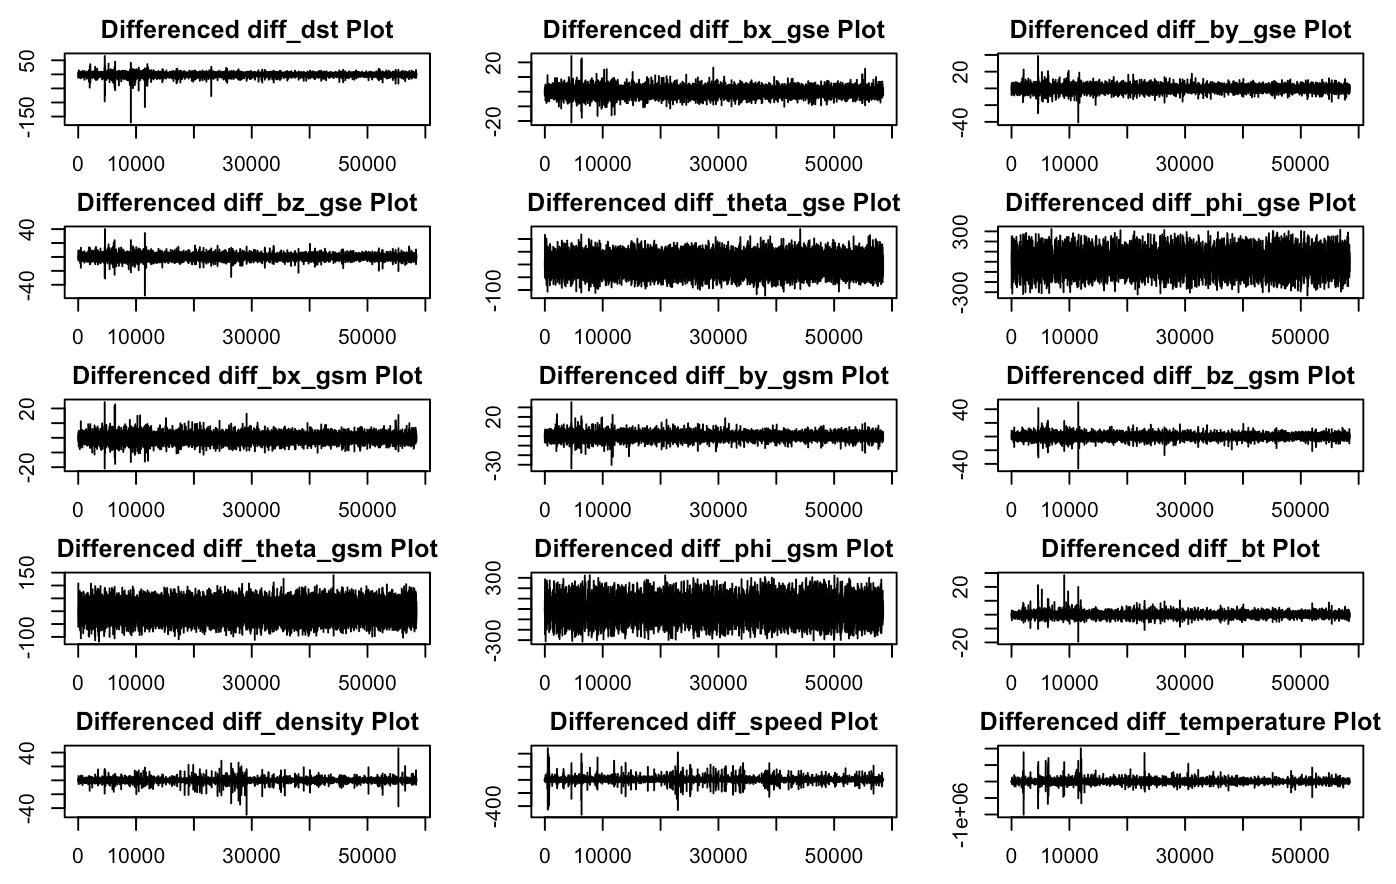 Differenced diff_dst Plot
50
-150
0 10000 30000 50000
Differenced diff_bx_gse Plot
20
-20
0 10000 30000 50000
Differenced diff_by_gse Plot
20
-40
0 10000 30000 50000
Differenced diff_bz_gse Plot
40
-40
0 10000 30000 50000
Differenced diff_theta_gse Plot
-100
0 10000 30000 50000
Differenced diff_phi_gse Plot
300
-300
0 10000 30000 50000
Differenced diff_bx_gsm Plot
20
-20
0 10000 30000 50000
Differenced diff_by_gsm Plot
20
-30
0 10000 30000 50000
Differenced diff_bz_gsm Plot
40
-40
0 10000 30000 50000
Differenced diff_theta_gsm Plot
150
-100
0 10000 30000 50000
Differenced diff_phi_gsm Plot
300
-300
0 10000 30000 50000
Differenced diff_bt Plot
20
-20
0 10000 30000 50000
Differenced diff_density Plot
40
-40
0 10000 30000 50000
Differenced diff_speed Plot
-400
0 10000 30000 50000
Differenced diff_temperature Plot
-1e+06
0 10000 30000 50000